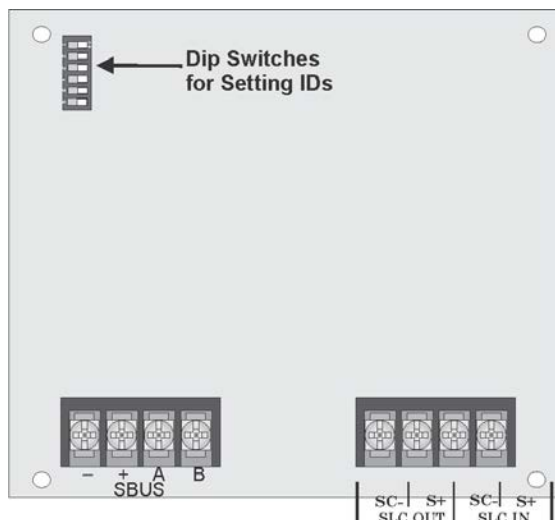 Dip Switches
for Setting IDs
– + A B
SBUS
SC- S+ SC- S+
SLC OUT SLC IN